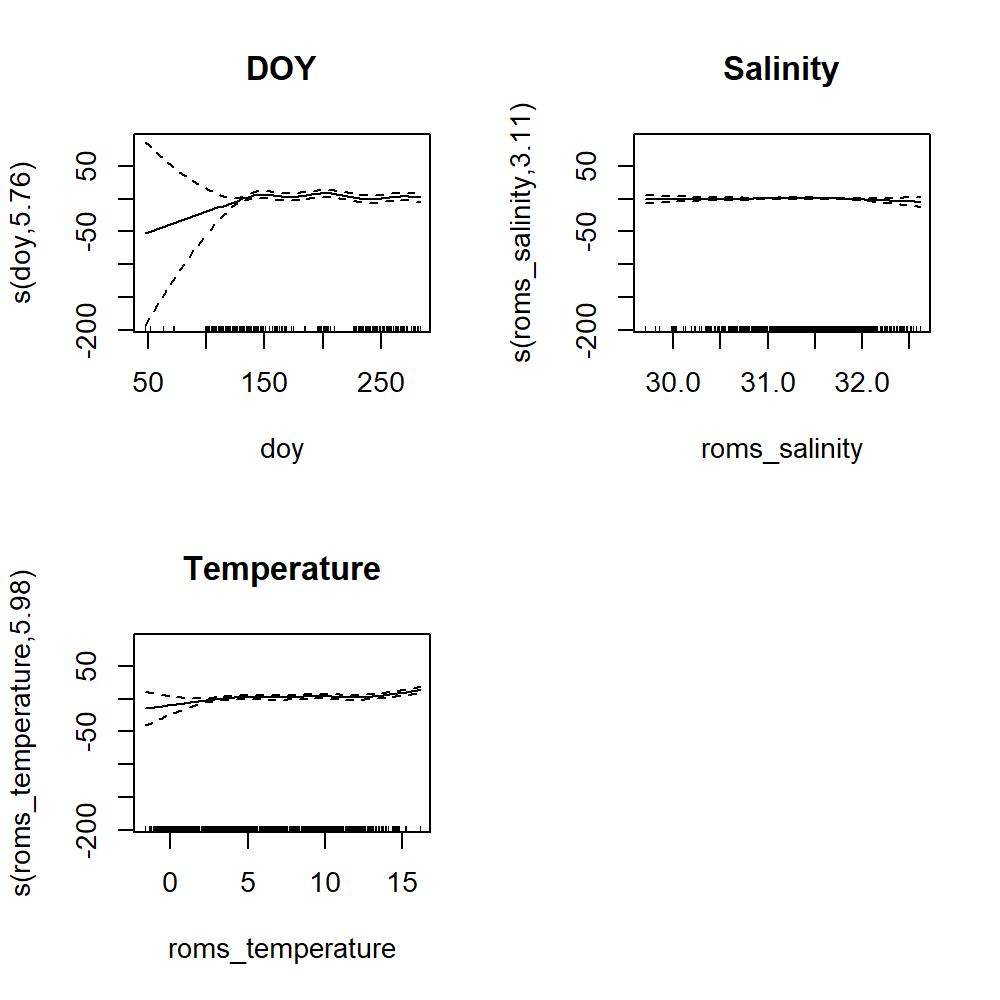 DOY
s(doy,5.76)
50
-50
-200
50 150 250
doy
Salinity
s(roms_salinity,3.11)
50
-50
-200
30.0 31.0 32.0
roms_salinity
Temperature
s(roms_temperature,5.98)
50
-50
-200
0 5 10 15
roms_temperature